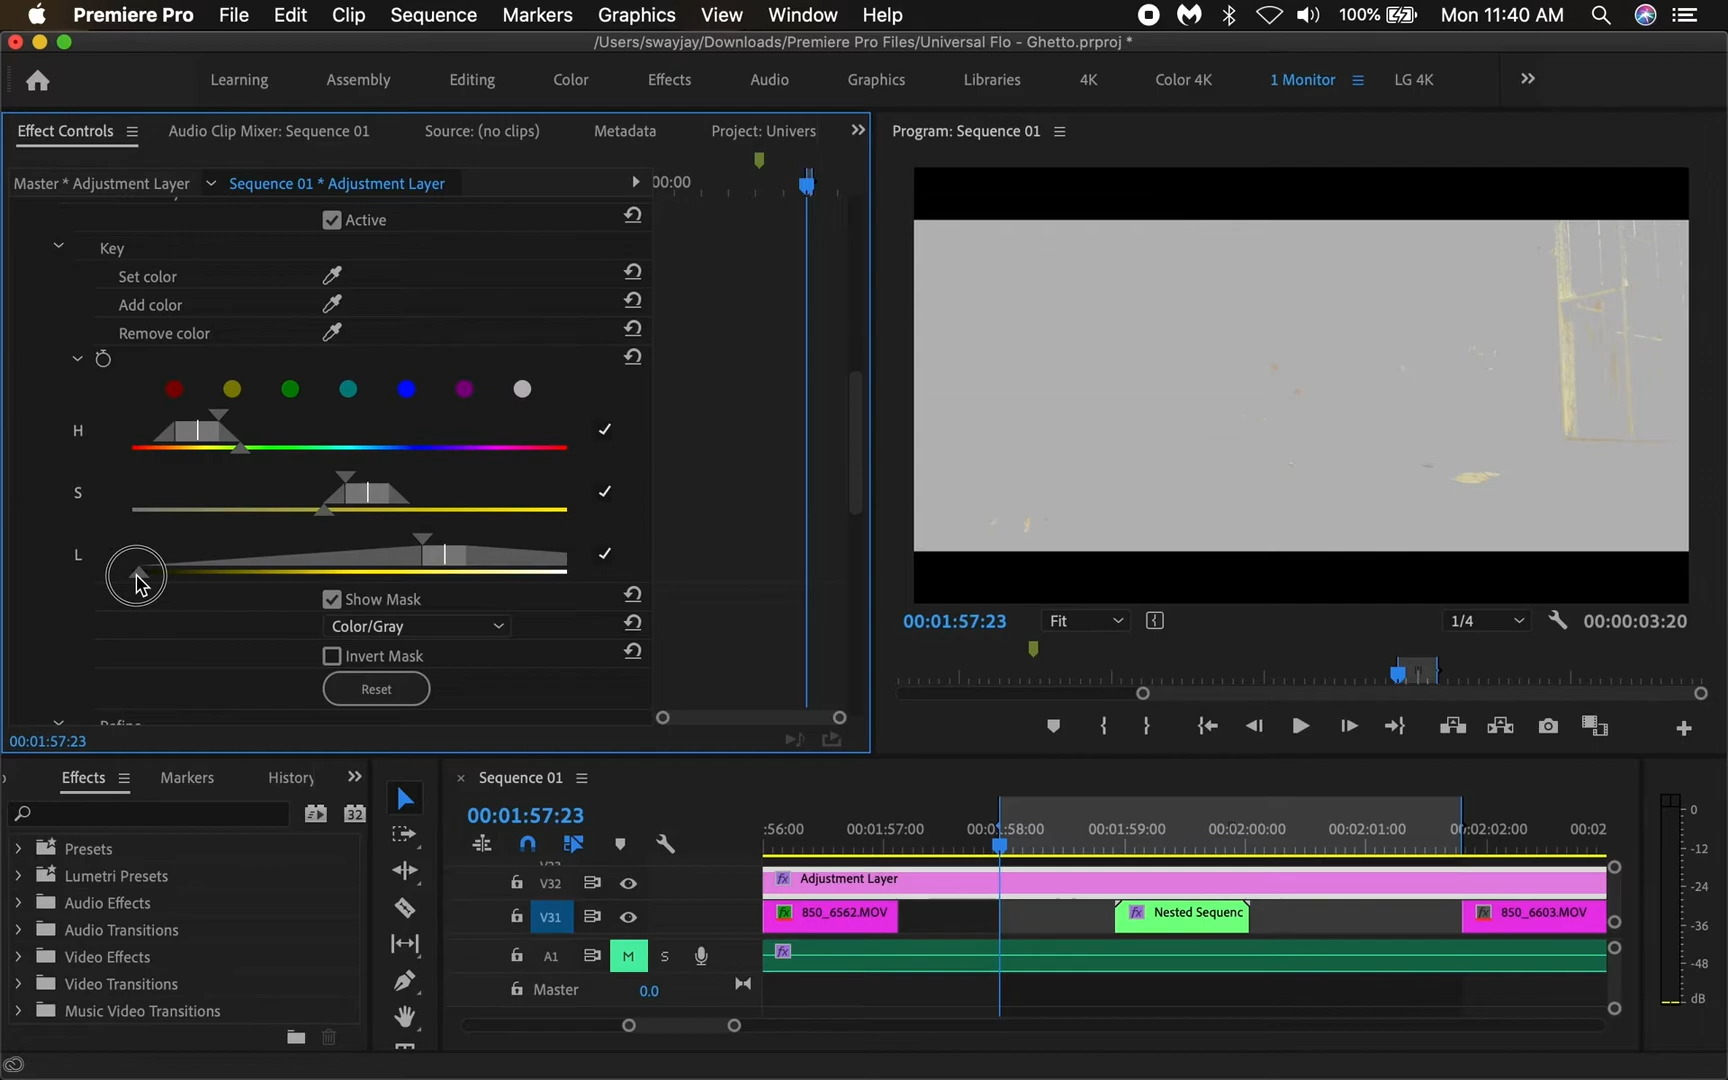 Premiere Pro File Edit Clip Sequence Markers Graphics View Window Help 100% Mon 11:40 AM
/Users/swayjay/Downloads/Premiere Pro Files/Universal Flo - Ghetto.prproj *
Learning Assembly Editing Color Effects Audio Graphics Libraries 4K Color 4K 1 Monitor LG 4K
Effect Controls Audio Clip Mixer: Sequence 01 Source: (no clips) Metadata Project: Univers
Program: Sequence 01
Master * Adjustment Layer Sequence 01 * Adjustment Layer 00:00
Active
Key
Set color
Add color
Remove color
H
S
L
Show Mask
Color/Gray
Invert Mask
Reset
00:01:57:23
00:01:57:23 Fit 1/4 00:00:03:20
Effects Markers History
32
Presets
Lumetri Presets
Audio Effects
Audio Transitions
Video Effects
Video Transitions
Music Video Transitions
Sequence 01
00:01:57:23
:56:00 00:01:57:00 00:01:58:00 00:01:59:00 00:02:00:00 00:02:01:00 00:02:02:00 00:02
V32 fx Adjustment Layer
V31 fx 850_6562.MOV fx Nested Sequenc fx 850_6603.MOV
A1 M S fx
Master 0.0
0
-12
-24
-36
-48
dB